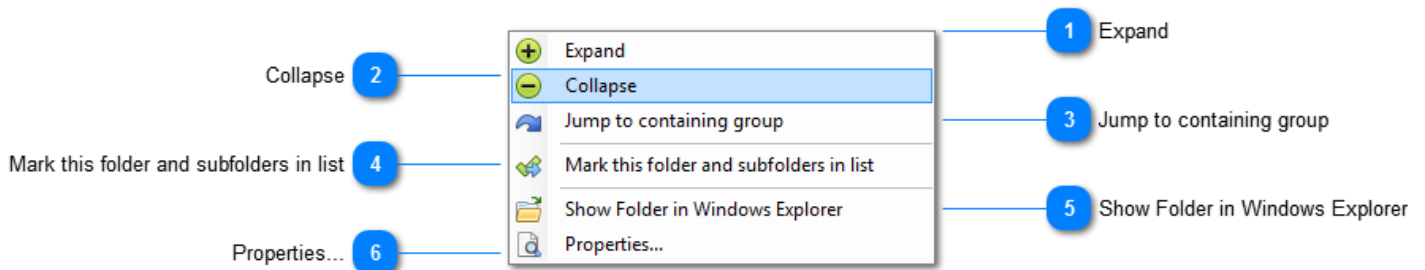 1 Expand
Expand
Collapse 2
Collapse
Jump to containing group
3 Jump to containing group
Mark this folder and subfolders in list 4
Mark this folder and subfolders in list
Show Folder in Windows Explorer
5 Show Folder in Windows Explorer
Properties... 6
Properties...